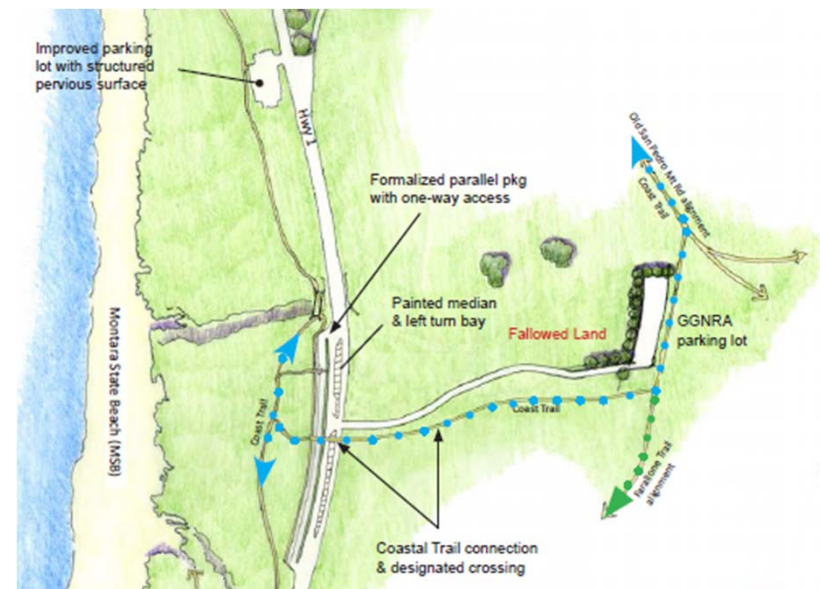 Improved parking
lot with structured
pervious surface
Hwy 1
Old San Pedro Mt Rd alignment
Coast Trail
Formalized parallel pkg
with one-way access
Painted median
& left turn bay
Fallowed Land
GGNRA
parking lot
Montara State Beach (MSB)
Coast Trail
Coast Trail
Farallone Trail
alignment
Coastal Trail connection
& designated crossing